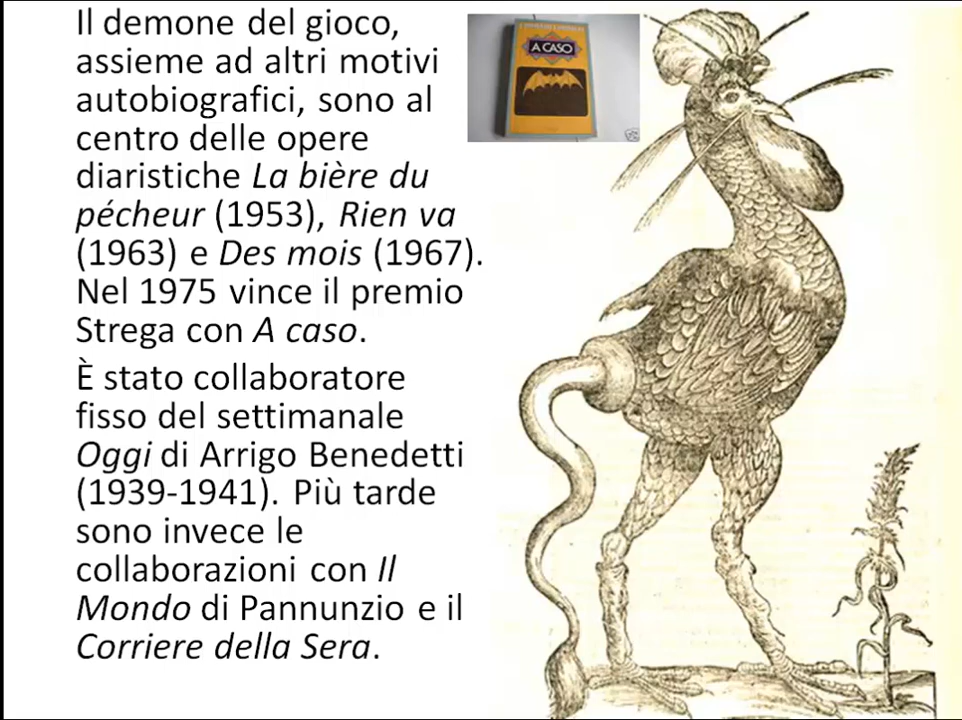 Il demone del gioco,
assieme ad altri motivi
autobiografici, sono al
centro delle opere
diaristiche La bière du
pécheur (1953), Rien va
(1963) e Des mois (1967).
Nel 1975 vince il premio
Strega con A caso.
È stato collaboratore
fisso del settimanale
Oggi di Arrigo Benedetti
(1939-1941). Più tarde
sono invece le
collaborazioni con Il
Mondo di Pannunzio e il
Corriere della Sera.
A CASO